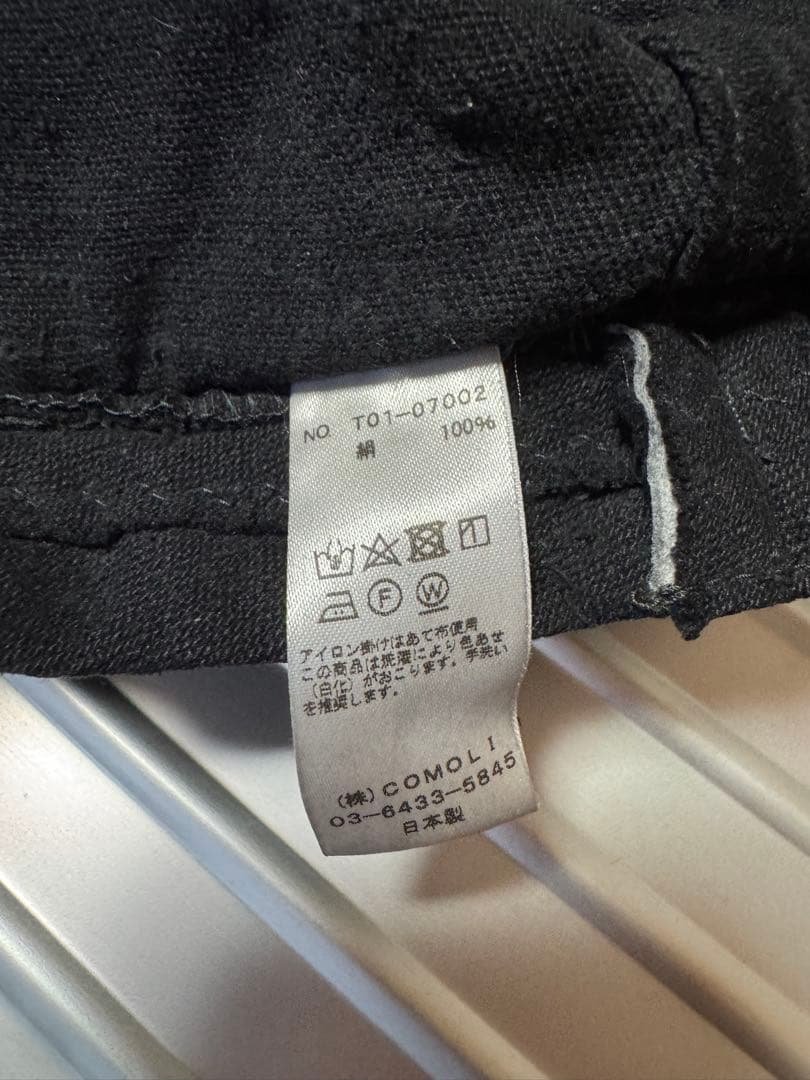 NO. T01-07002
絹 100%
F W
アイロン掛けはあて布使用
この商品は洗濯により色あせ
(白化)がおこります。手洗い
を推奨します。
(株)COMOLI
03-6433-5845
日本製